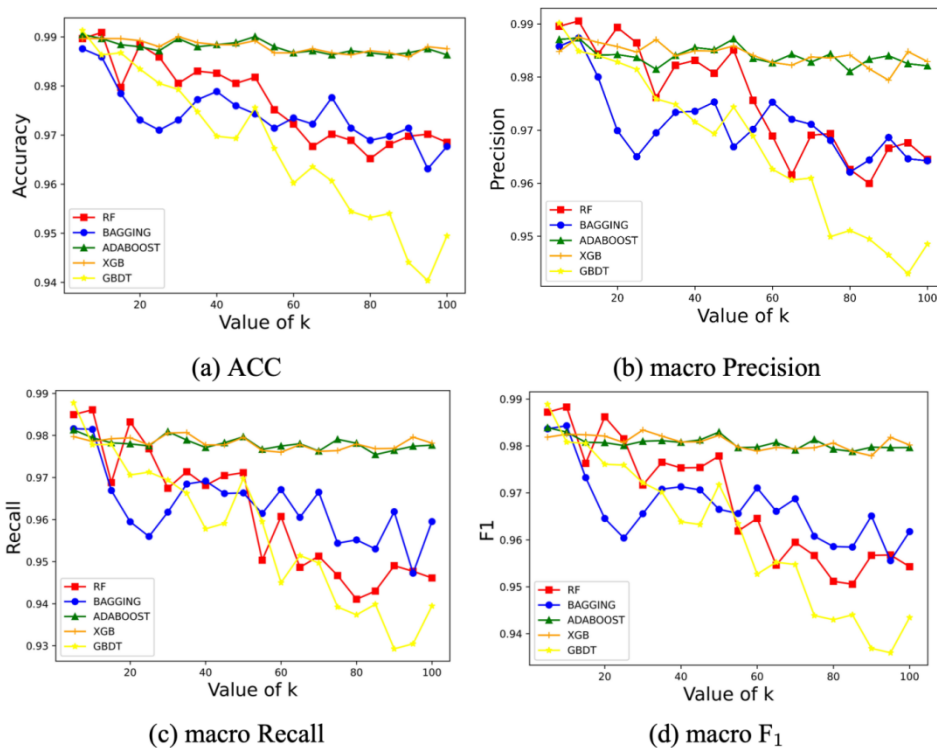 0.99
0.98
0.97
0.96
0.95
0.94
Accuracy
RF
BAGGING
ADABOOST
XGB
GBDT
20
40
60
80
100
Value of k
(a) ACC
0.99
0.98
0.97
0.96
0.95
Precision
RF
BAGGING
ADABOOST
XGB
GBDT
20
40
60
80
100
Value of k
(b) macro Precision
0.99
0.98
0.97
0.96
0.95
0.94
0.93
Recall
RF
BAGGING
ADABOOST
XGB
GBDT
20
40
60
80
100
Value of k
(c) macro Recall
0.99
0.98
0.97
0.96
0.95
0.94
F1
RF
BAGGING
ADABOOST
XGB
GBDT
20
40
60
80
100
Value of k
(d) macro F₁